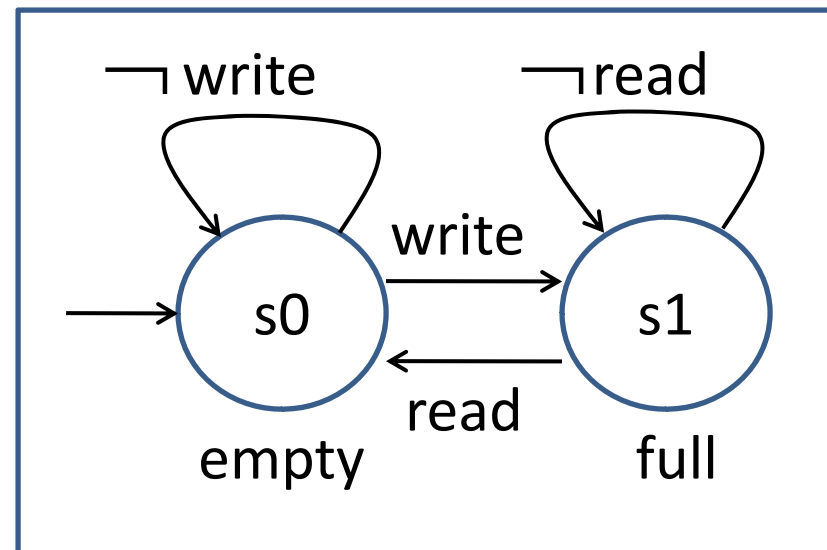 ¬ write
¬ read
write
s0
s1
read
empty
full